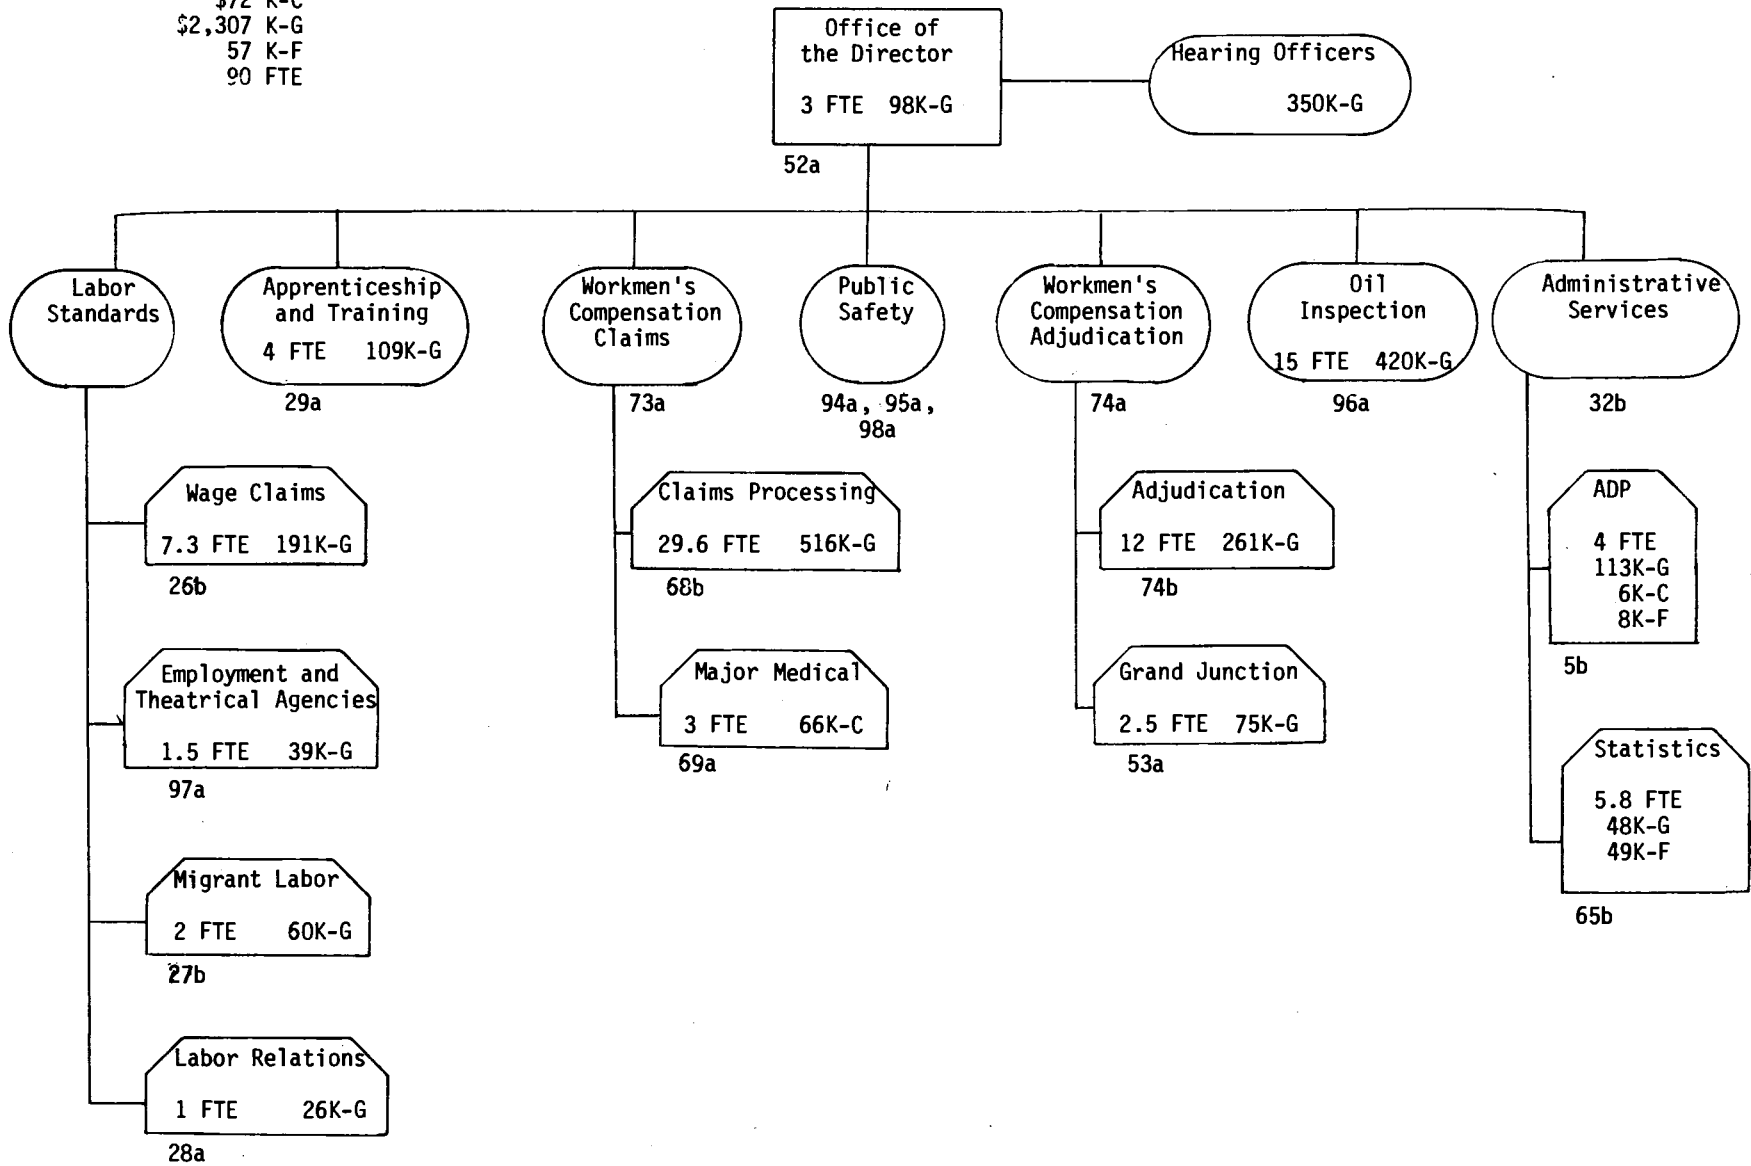 $72 K-C
$2,307 K-G
57 K-F
90 FTE
Office of
the Director
3 FTE 98K-G
52a
Hearing Officers
350K-G
Labor
Standards
Apprenticeship
and Training
4 FTE 109K-G
29a
Workmen's
Compensation
Claims
73a
Public
Safety
94a, 95a,
98a
Workmen's
Compensation
Adjudication
74a
Oil
Inspection
15 FTE 420K-G
96a
Administrative
Services
32b
Wage Claims
7.3 FTE 191K-G
26b
Employment and
Theatrical Agencies
1.5 FTE 39K-G
97a
Migrant Labor
2 FTE 60K-G
27b
Labor Relations
1 FTE 26K-G
28a
Claims Processing
29.6 FTE 516K-G
68b
Major Medical
3 FTE 66K-C
69a
Adjudication
12 FTE 261K-G
74b
Grand Junction
2.5 FTE 75K-G
53a
ADP
4 FTE
113K-G
6K-C
8K-F
5b
Statistics
5.8 FTE
48K-G
49K-F
65b